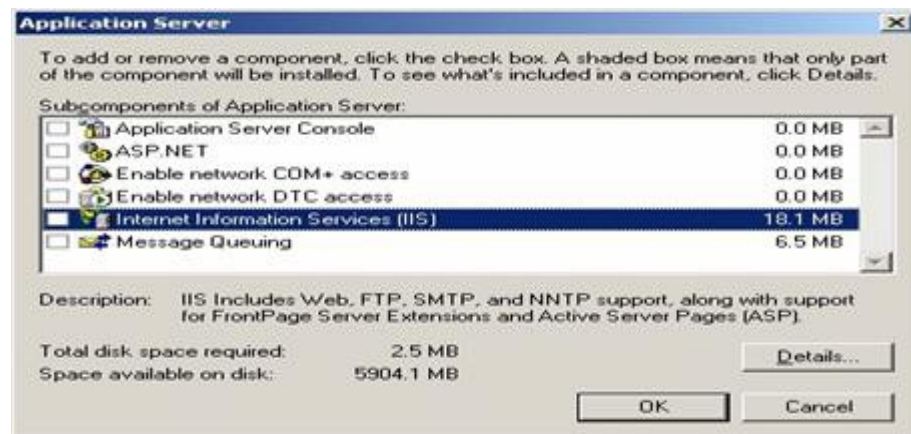 Application Server
To add or remove a component, click the check box. A shaded box means that only part
of the component will be installed. To see what's included in a component, click Details.
Subcomponents of Application Server:
Application Server Console 0.0 MB
ASP.NET 0.0 MB
Enable network COM+ access 0.0 MB
Enable network DTC access 0.0 MB
Internet Information Services (IIS) 18.1 MB
Message Queuing 6.5 MB
Description: IIS Includes Web, FTP, SMTP, and NNTP support, along with support
for FrontPage Server Extensions and Active Server Pages (ASP).
Total disk space required: 2.5 MB
Space available on disk: 5904.1 MB
Details...
OK Cancel